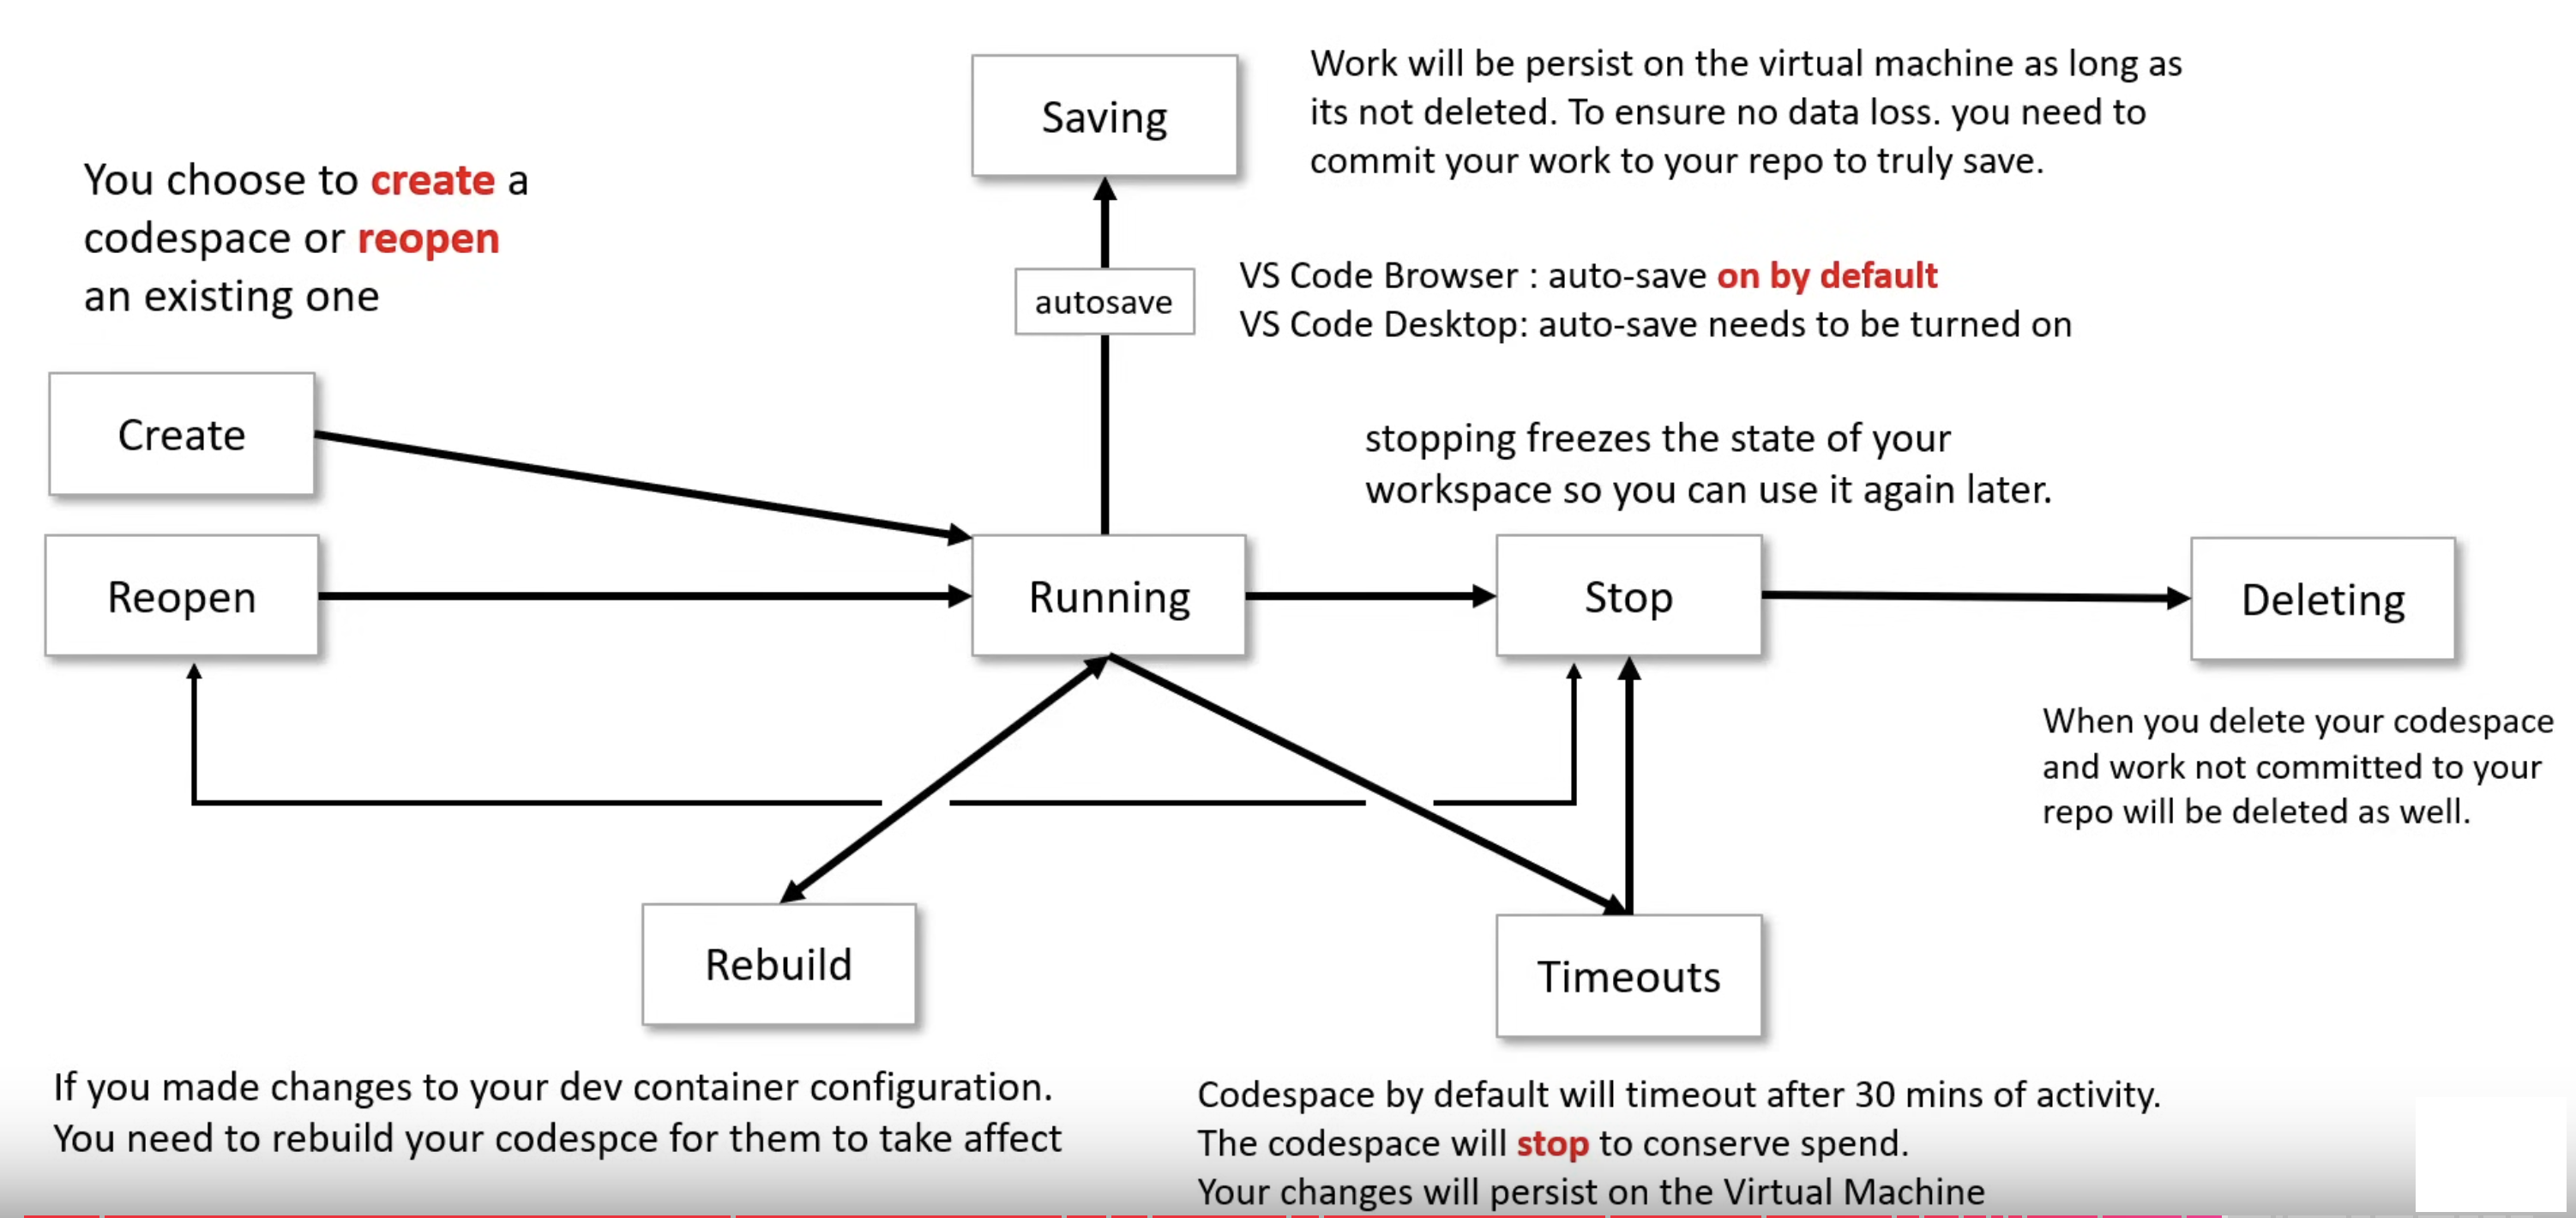 Saving
Work will be persist on the virtual machine as long as
its not deleted. To ensure no data loss. you need to
commit your work to your repo to truly save.
You choose to create a
codespace or reopen
an existing one
autosave
VS Code Browser : auto-save on by default
VS Code Desktop: auto-save needs to be turned on
Create
stopping freezes the state of your
workspace so you can use it again later.
Reopen
Running
Stop
Deleting
When you delete your codespace
and work not committed to your
repo will be deleted as well.
Rebuild
Timeouts
If you made changes to your dev container configuration.
You need to rebuild your codespce for them to take affect
Codespace by default will timeout after 30 mins of activity.
The codespace will stop to conserve spend.
Your changes will persist on the Virtual Machine